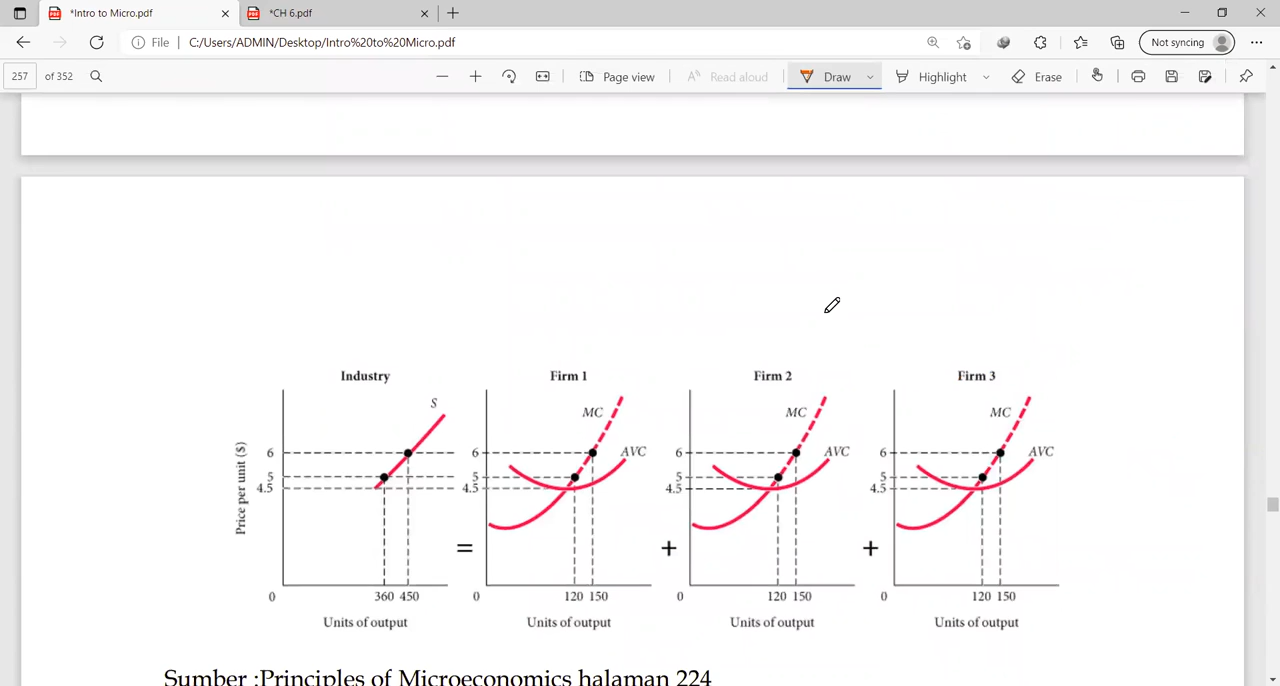 *Intro to Micro.pdf
*CH 6.pdf
File
C:/Users/ADMIN/Desktop/Intro%20to%20Micro.pdf
Not syncing
257 of 352
Page view
Read aloud
Draw
Highlight
Erase
Industry
Firm 1
Firm 2
Firm 3
Price per unit ($)
S
6
5
4.5
0
360 450
Units of output
=
MC
AVC
6
5
4.5
0
120 150
Units of output
+
MC
AVC
6
5
4.5
0
120 150
Units of output
+
MC
AVC
6
5
4.5
0
120 150
Units of output
Sumber :Principles of Microeconomics halaman 224